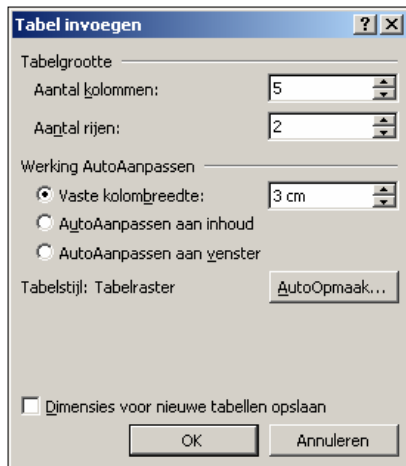 Tabel invoegen
Tabelgrootte
Aantal kolommen: 5
Aantal rijen: 2
Werking AutoAanpassen
Vaste kolombreedte: 3 cm
AutoAanpassen aan inhoud
AutoAanpassen aan venster
Tabelstijl: Tabelraster AutoOpmaak...
Dimensies voor nieuwe tabellen opslaan
OK Annuleren